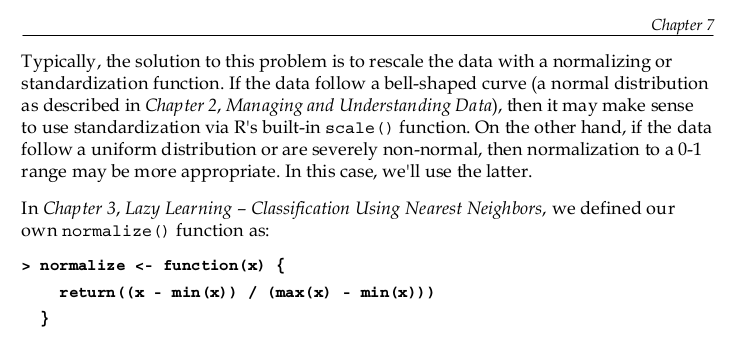 Chapter 7
Typically, the solution to this problem is to rescale the data with a normalizing or
standardization function. If the data follow a bell-shaped curve (a normal distribution
as described in Chapter 2, Managing and Understanding Data), then it may make sense
to use standardization via R's built-in scale() function. On the other hand, if the data
follow a uniform distribution or are severely non-normal, then normalization to a 0-1
range may be more appropriate. In this case, we'll use the latter.
In Chapter 3, Lazy Learning – Classification Using Nearest Neighbors, we defined our
own normalize() function as:
> normalize <- function(x) {
return((x - min(x)) / (max(x) - min(x)))
}